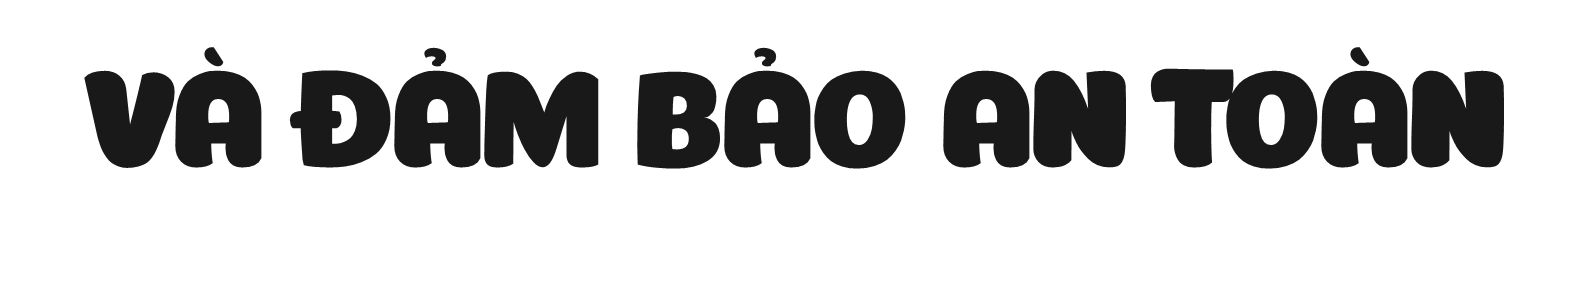 VÀ ĐẢM BẢO AN TOÀN